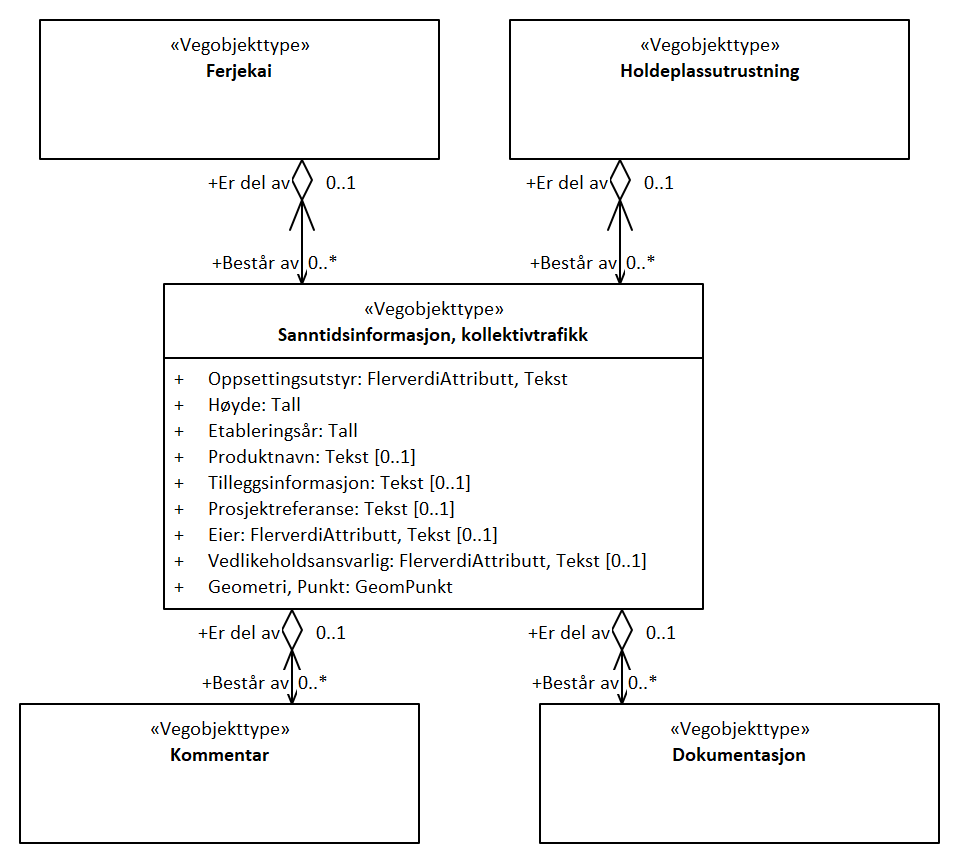 «Vegobjekttype»
Ferjekai
«Vegobjekttype»
Holdeplassutrustning
+Er del av 0..1
+Er del av 0..1
+Består av 0..*
+Består av 0..*
«Vegobjekttype»
Sanntidsinformasjon, kollektivtrafikk
+ Oppsettingsutstyr: FlerverdiAttributt, Tekst
+ Høyde: Tall
+ Etableringsår: Tall
+ Produktnavn: Tekst [0..1]
+ Tilleggsinformasjon: Tekst [0..1]
+ Prosjektreferanse: Tekst [0..1]
+ Eier: FlerverdiAttributt, Tekst [0..1]
+ Vedlikeholdsansvarlig: FlerverdiAttributt, Tekst [0..1]
+ Geometri, Punkt: GeomPunkt
+Er del av 0..1
+Er del av 0..1
+Består av 0..*
+Består av 0..*
«Vegobjekttype»
Kommentar
«Vegobjekttype»
Dokumentasjon